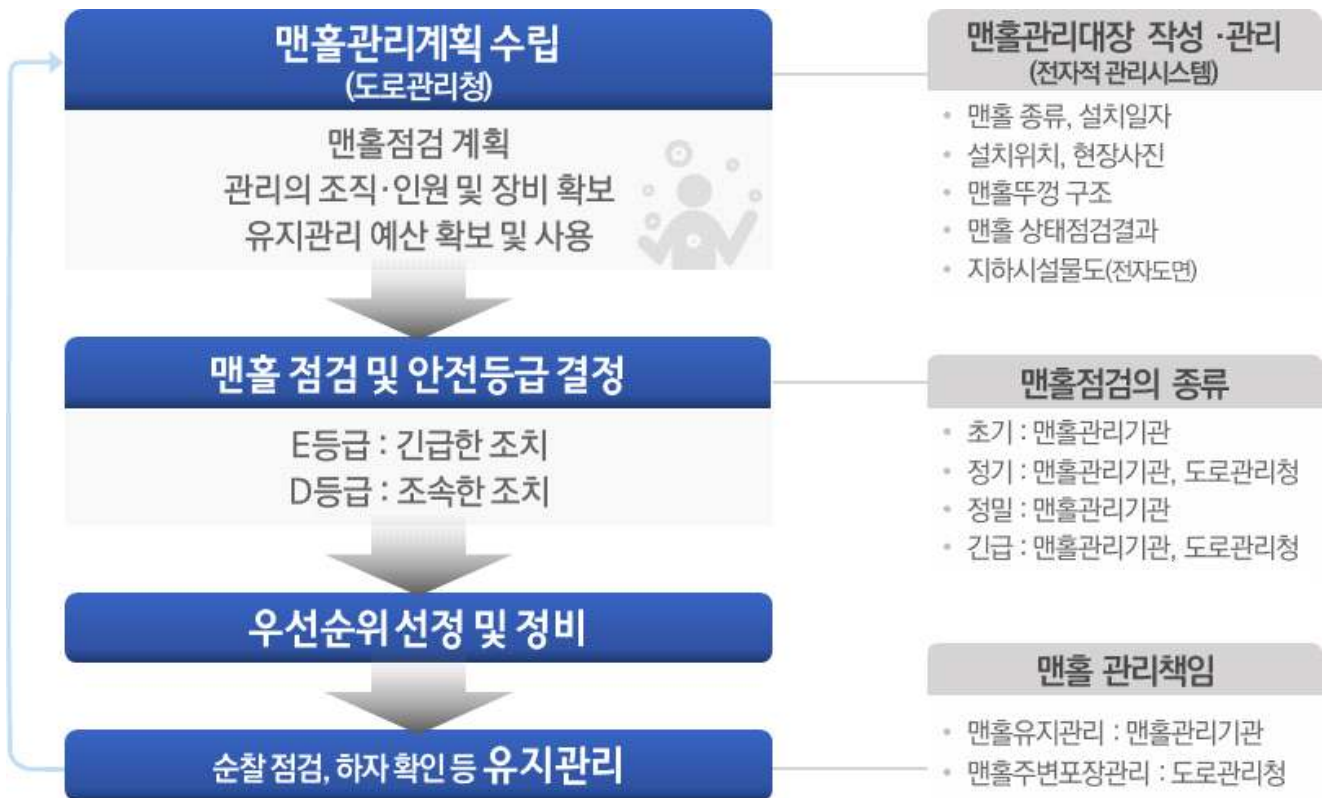 맨홀관리계획 수립
(도로관리청)
맨홀점검 계획
관리의 조직·인원 및 장비 확보
유지관리 예산 확보 및 사용
맨홀관리대장 작성·관리
(전자적 관리시스템)
• 맨홀 종류, 설치일자
• 설치위치, 현장사진
• 맨홀뚜껑 구조
• 맨홀 상태점검결과
• 지하시설물도(전자도면)
맨홀 점검 및 안전등급 결정
E등급 : 긴급한 조치
D등급 : 조속한 조치
맨홀점검의 종류
• 초기 : 맨홀관리기관
• 정기 : 맨홀관리기관, 도로관리청
• 정밀 : 맨홀관리기관
• 긴급 : 맨홀관리기관, 도로관리청
우선순위 선정 및 정비
순찰 점검, 하자 확인 등 유지관리
맨홀 관리책임
• 맨홀유지관리 : 맨홀관리기관
• 맨홀주변포장관리 : 도로관리청